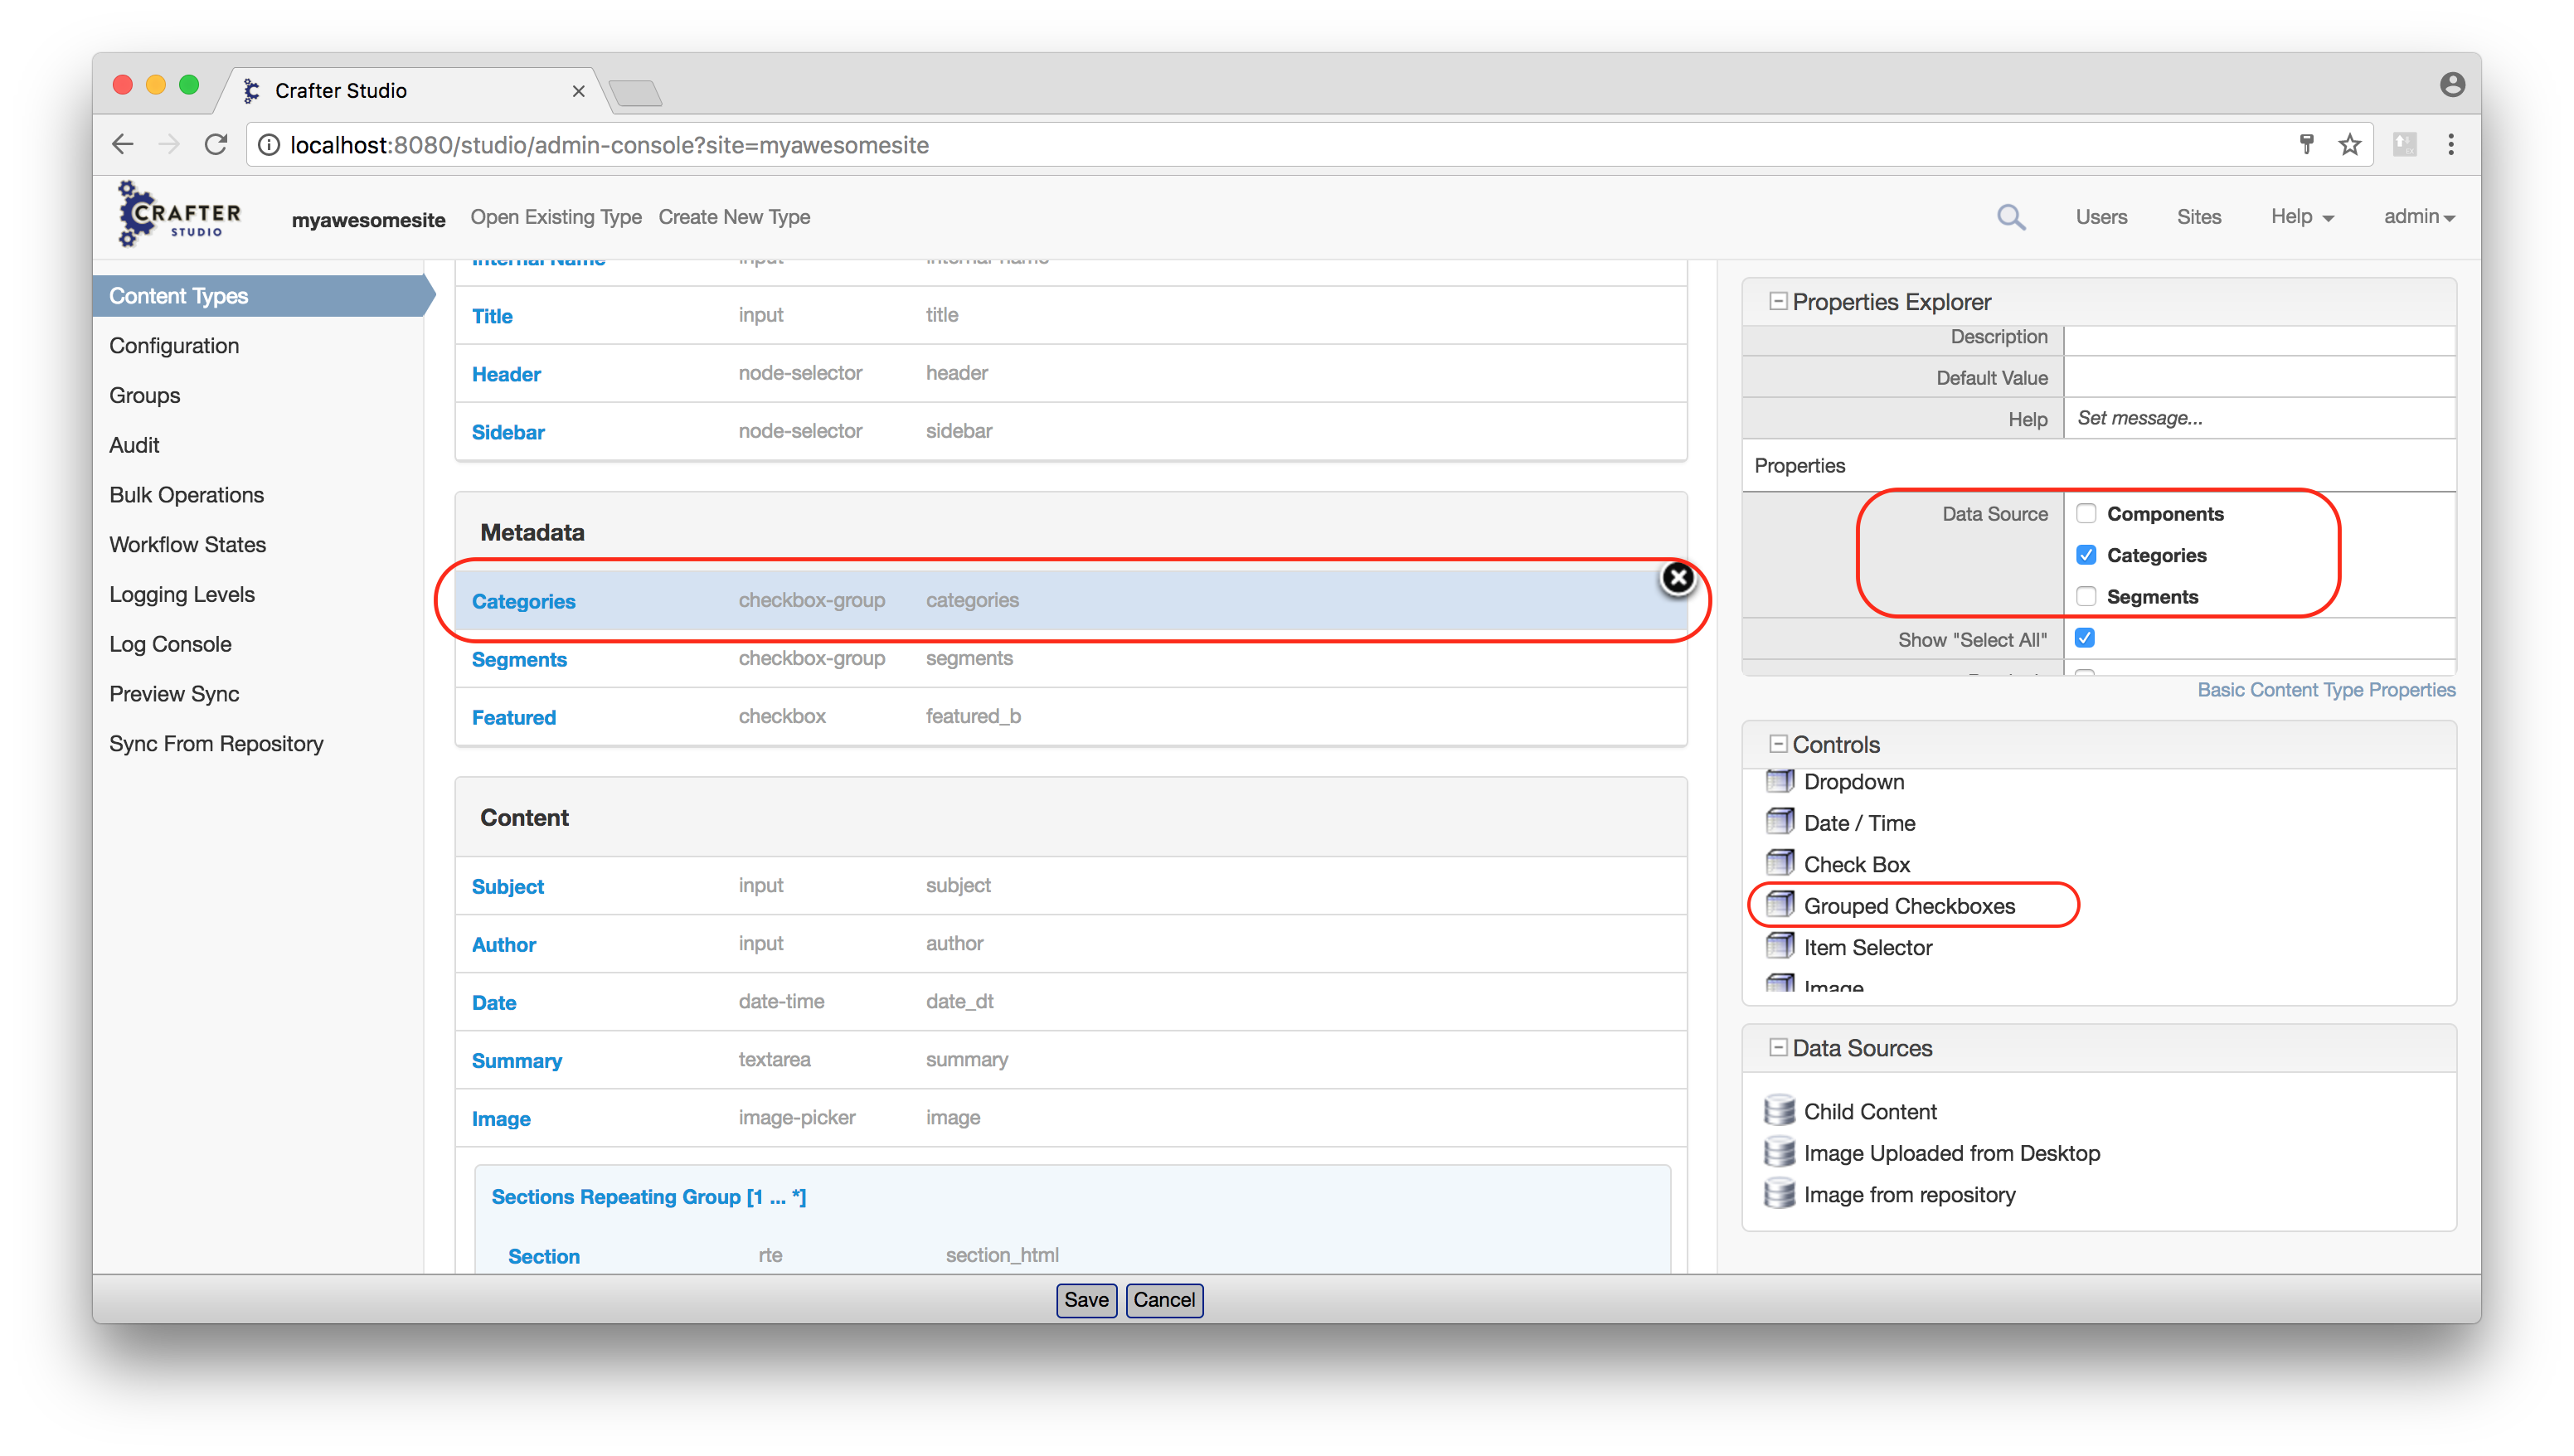 Crafter Studio
localhost:8080/studio/admin-console?site=myawesomesite
CRAFTER
STUDIO
myawesomesite Open Existing Type Create New Type
Users Sites Help admin
Content Types
Configuration
Groups
Audit
Bulk Operations
Workflow States
Logging Levels
Log Console
Preview Sync
Sync From Repository
Internal Name input internal-name
Title input title
Header node-selector header
Sidebar node-selector sidebar
Metadata
Categories checkbox-group categories
Segments checkbox-group segments
Featured checkbox featured_b
Content
Subject input subject
Author input author
Date date-time date_dt
Summary textarea summary
Image image-picker image
Sections Repeating Group [1 ... *]
Section rte section_html
Properties Explorer
Description
Default Value
Help Set message...
Properties
Data Source Components
Categories
Segments
Show "Select All"
Basic Content Type Properties
Controls
Dropdown
Date / Time
Check Box
Grouped Checkboxes
Item Selector
Image
Data Sources
Child Content
Image Uploaded from Desktop
Image from repository
Save Cancel